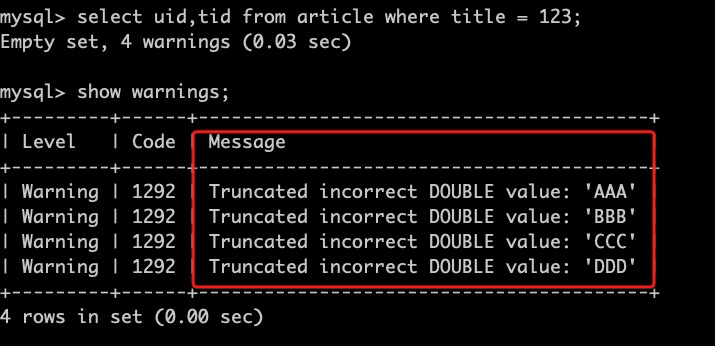 mysql> select uid,tid from article where title = 123;
Empty set, 4 warnings (0.03 sec)
mysql> show warnings;
+---------+------+-----------------------------------------+
| Level   | Code | Message                                 |
+---------+------+-----------------------------------------+
| Warning | 1292 | Truncated incorrect DOUBLE value: 'AAA' |
| Warning | 1292 | Truncated incorrect DOUBLE value: 'BBB' |
| Warning | 1292 | Truncated incorrect DOUBLE value: 'CCC' |
| Warning | 1292 | Truncated incorrect DOUBLE value: 'DDD' |
+---------+------+-----------------------------------------+
4 rows in set (0.00 sec)